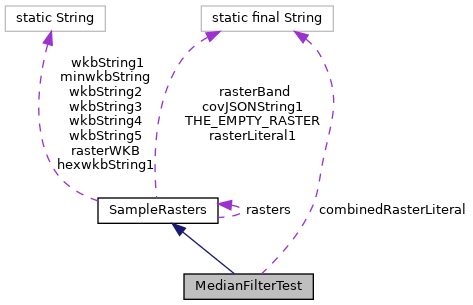 static String
static final String
wkbString1
minwkbString
wkbString2
wkbString3
wkbString4
wkbString5
rasterWKB
hexwkbString1
rasterBand
covJSONString1
THE_EMPTY_RASTER
rasterLiteral1
SampleRasters
rasters
combinedRasterLiteral
MedianFilterTest